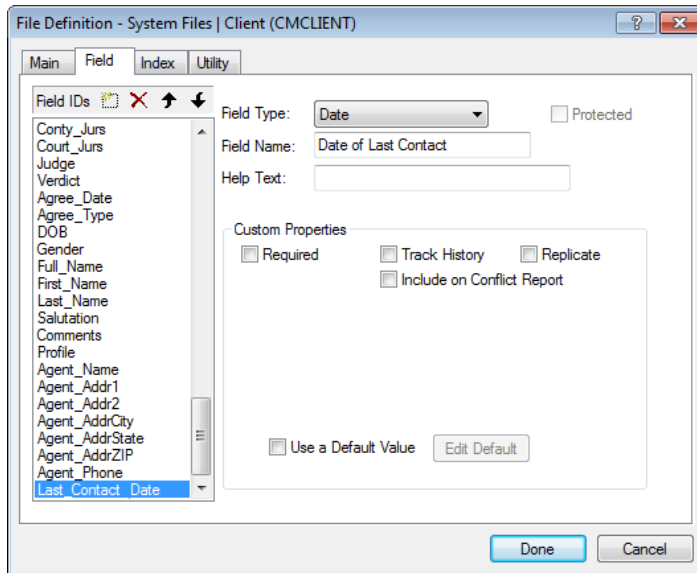 File Definition - System Files | Client (CMCLIENT)
Main Field Index Utility
Field IDs
Conty_Jurs
Court_Jurs
Judge
Verdict
Agree_Date
Agree_Type
DOB
Gender
Full_Name
First_Name
Last_Name
Salutation
Comments
Profile
Agent_Name
Agent_Addr1
Agent_Addr2
Agent_AddrCity
Agent_AddrState
Agent_AddrZIP
Agent_Phone
Last_Contact_Date
Field Type: Date Protected
Field Name: Date of Last Contact
Help Text:
Custom Properties
Required Track History Replicate
Include on Conflict Report
Use a Default Value Edit Default
Done Cancel